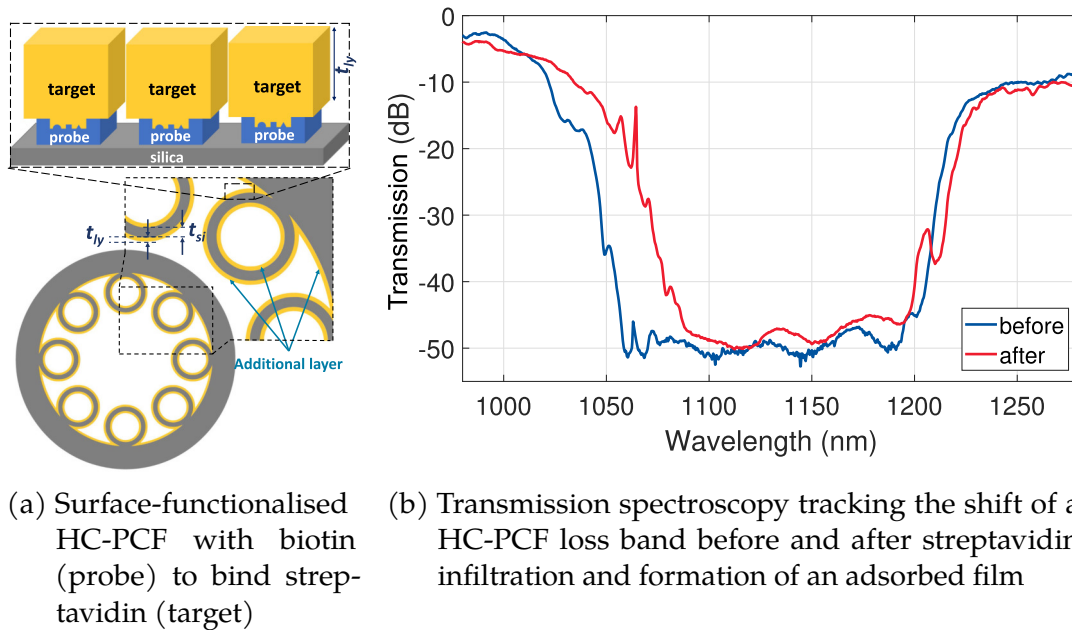 target target target
t_ly
probe probe probe
silica
t_ly t_si
Additional layer
0
-10
-20
-30
-40
-50
Transmission (dB)
before
after
1000 1050 1100 1150 1200 1250
Wavelength (nm)
(a) Surface-functionalised
HC-PCF with biotin
(probe) to bind strep-
tavidin (target)
(b) Transmission spectroscopy tracking the shift of a
HC-PCF loss band before and after streptavidin
infiltration and formation of an adsorbed film